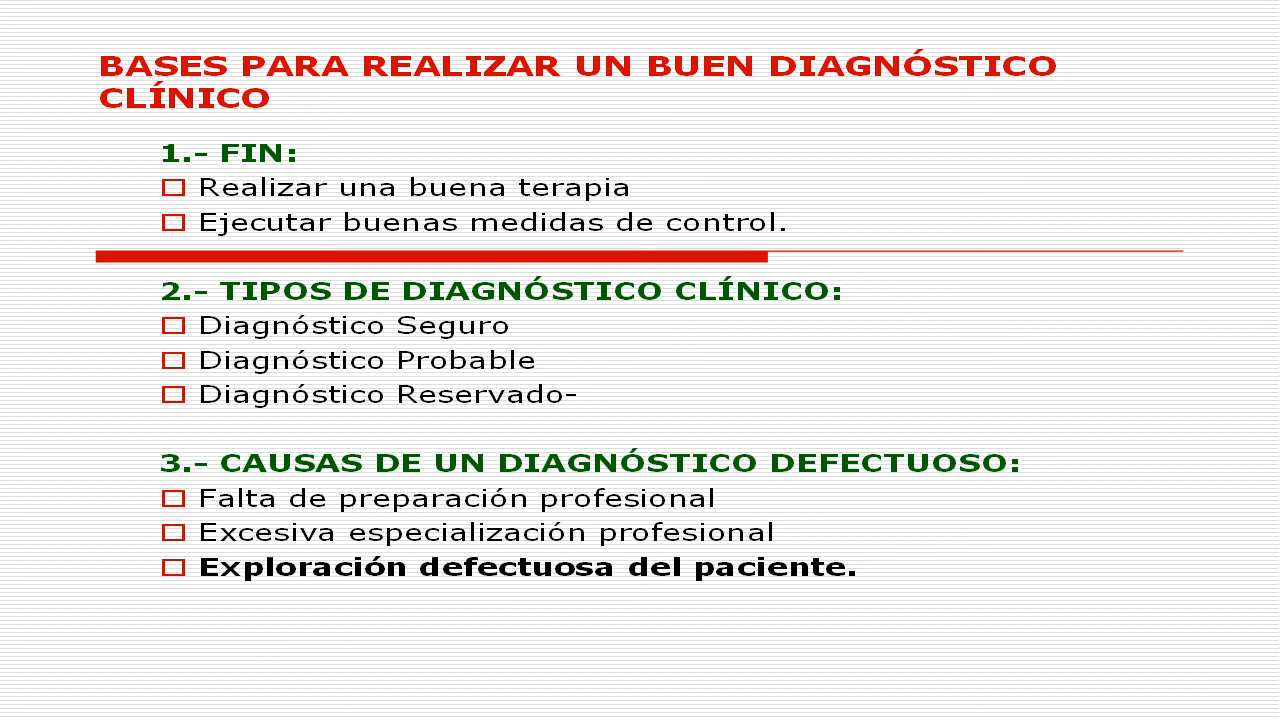 BASES PARA REALIZAR UN BUEN DIAGNÓSTICO
CLÍNICO
1.- FIN:
Realizar una buena terapia
Ejecutar buenas medidas de control.
2.- TIPOS DE DIAGNÓSTICO CLÍNICO:
Diagnóstico Seguro
Diagnóstico Probable
Diagnóstico Reservado-
3.- CAUSAS DE UN DIAGNÓSTICO DEFECTUOSO:
Falta de preparación profesional
Excesiva especialización profesional
Exploración defectuosa del paciente.